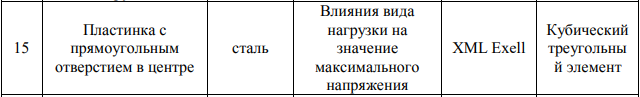 15
Пластинка с
прямоугольным
отверстием в центре
сталь
Влияния вида
нагрузки на
значение
максимального
напряжения
XML Exell
Кубический
треугольны
й элемент